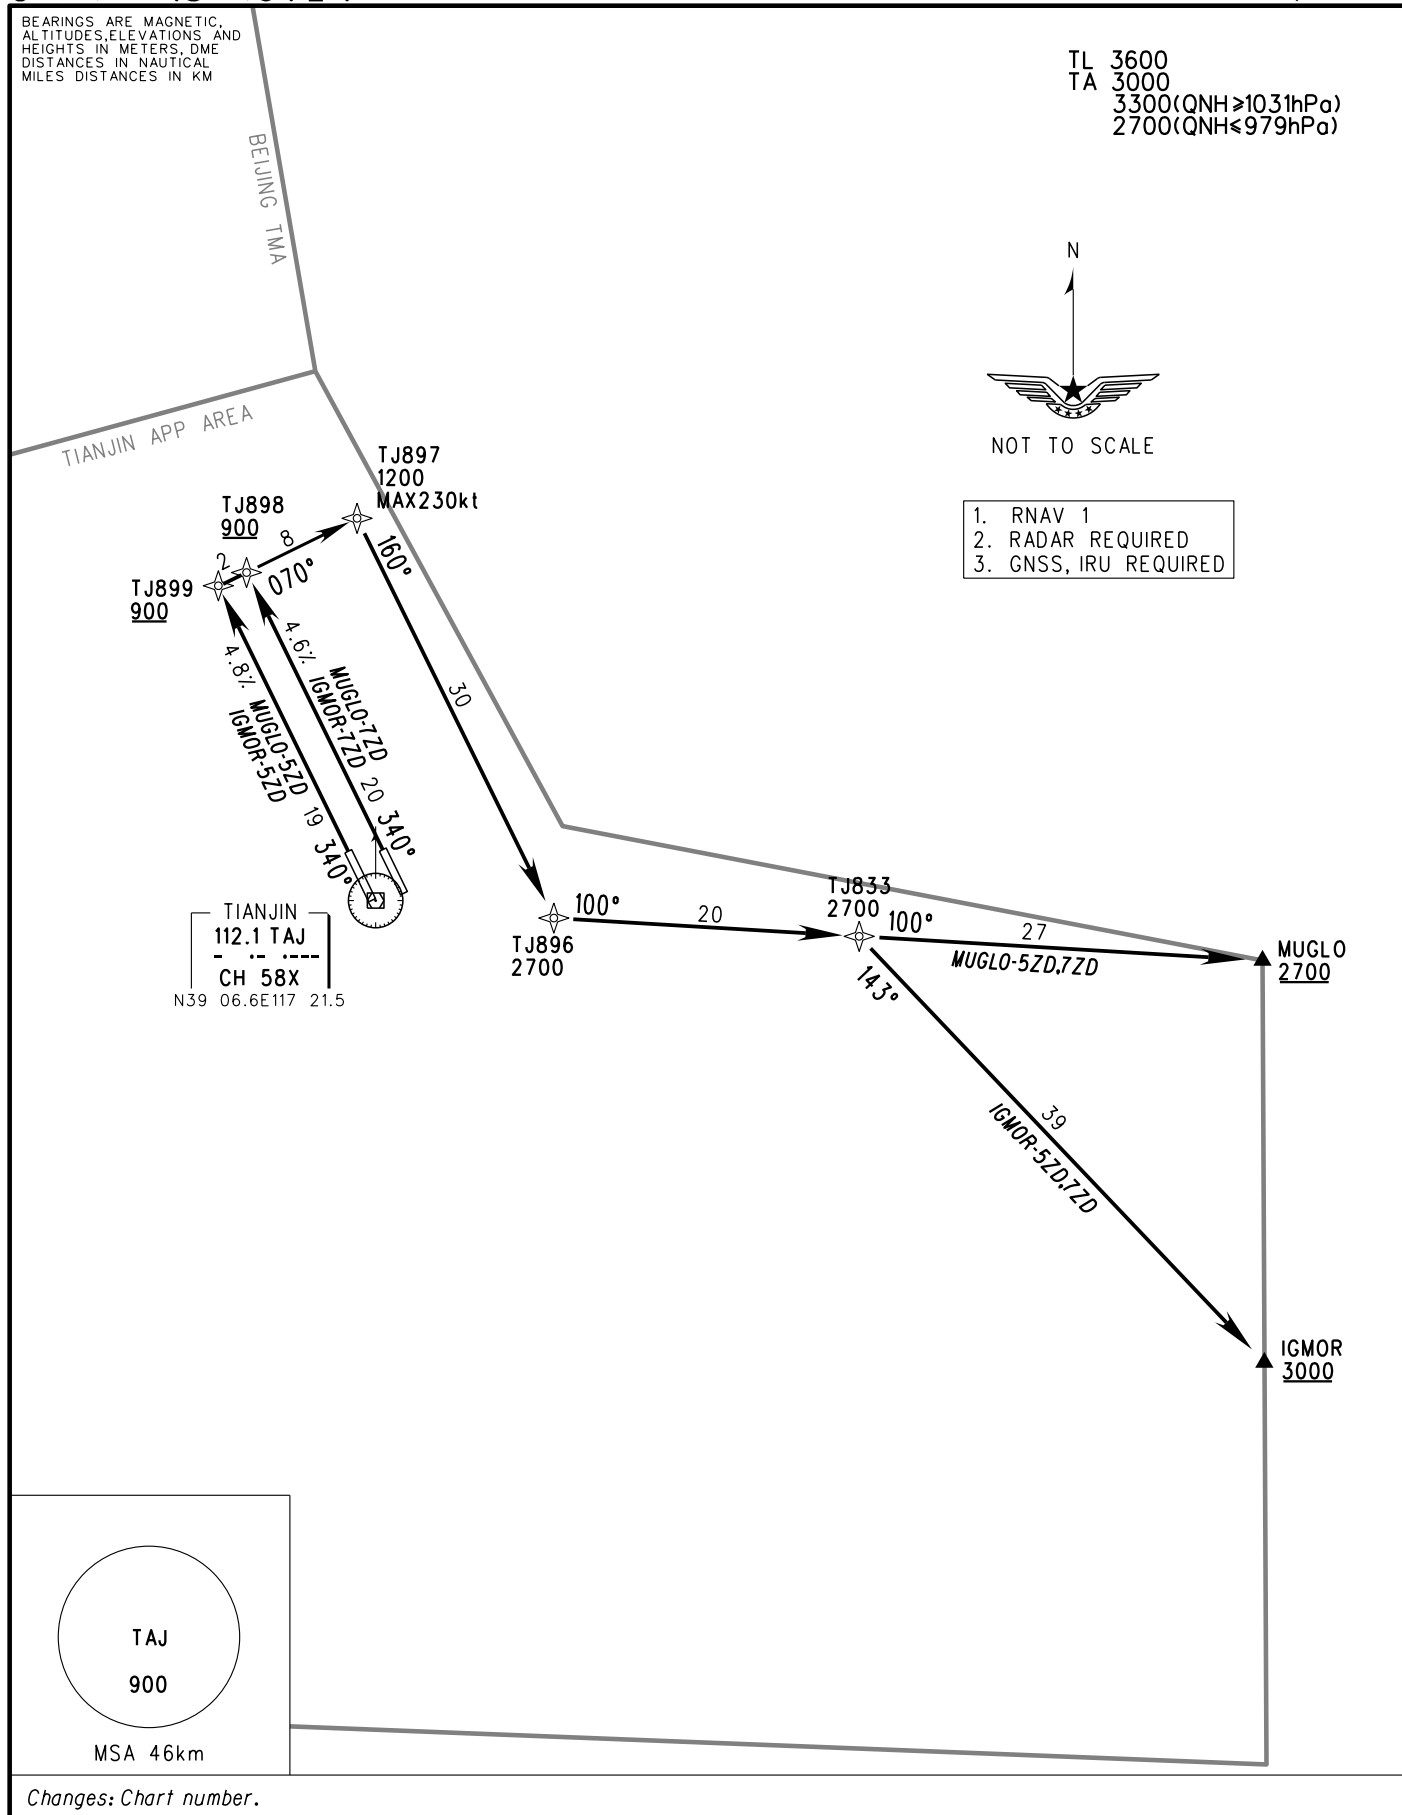 BEARINGS ARE MAGNETIC,
ALTITUDES,ELEVATIONS AND
HEIGHTS IN METERS, DME
DISTANCES IN NAUTICAL
MILES DISTANCES IN KM
TL 3600
TA 3000
3300(QNH≥1031hPa)
2700(QNH≤979hPa)
BEIJING TMA
N
NOT TO SCALE
TIANJIN APP AREA
1. RNAV 1
2. RADAR REQUIRED
3. GNSS, IRU REQUIRED
TJ897
1200
MAX230kt
TJ898
900
8
2
TJ899
900
070°
160°
30
4.8%
MUGLO-5ZD
IGMOR-5ZD
19
340°
4.6%
MUGLO-7ZD
IGMOR-7ZD
20
340°
TIANJIN
112.1 TAJ
- ·- ·---
CH 58X
N39 06.6E117 21.5
100°
20
TJ896
2700
TJ833
2700
100°
27
MUGLO-5ZD,7ZD
MUGLO
2700
143°
39
IGMOR-5ZD,7ZD
IGMOR
3000
TAJ
900
MSA 46km
Changes: Chart number.